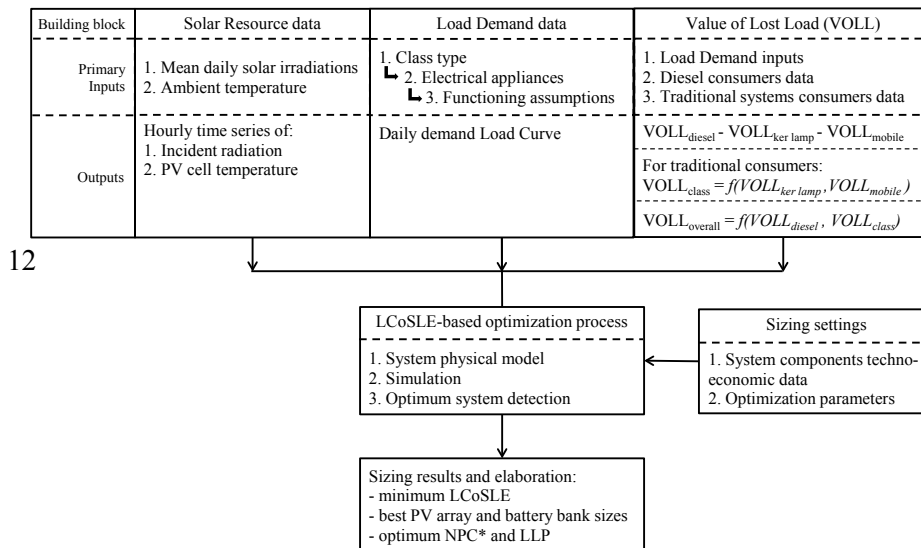 Building block
Solar Resource data
Load Demand data
Value of Lost Load (VOLL)
Primary
Inputs
1. Mean daily solar irradiations
2. Ambient temperature
1. Class type
2. Electrical appliances
3. Functioning assumptions
1. Load Demand inputs
2. Diesel consumers data
3. Traditional systems consumers data
Outputs
Hourly time series of:
1. Incident radiation
2. PV cell temperature
Daily demand Load Curve
VOLLdiesel - VOLLker lamp - VOLLmobile
For traditional consumers:
VOLLclass = f(VOLLker lamp ,VOLLmobile )
VOLLoverall = f(VOLLdiesel , VOLLclass)
12
LCoSLE-based optimization process
1. System physical model
2. Simulation
3. Optimum system detection
Sizing settings
1. System components techno-
economic data
2. Optimization parameters
Sizing results and elaboration:
- minimum LCoSLE
- best PV array and battery bank sizes
- optimum NPC* and LLP